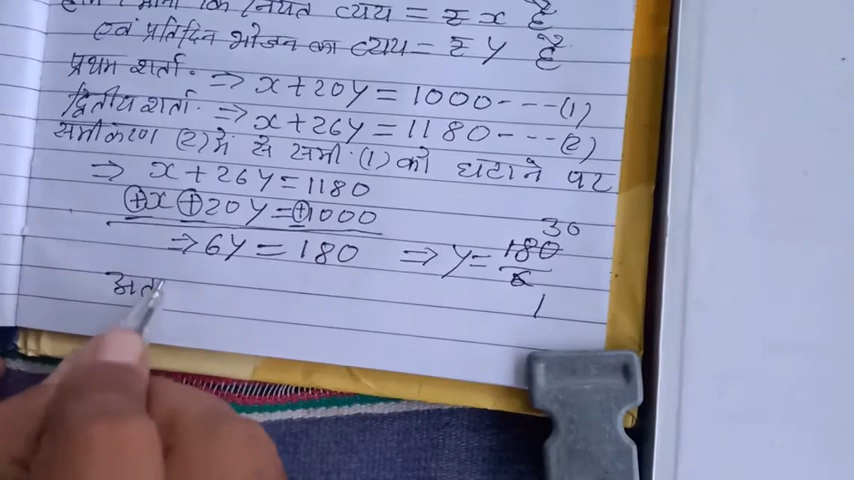 नियत व्यय = ₹ x है
एवं प्रतिदिन भोजन का व्यय = ₹ y है
प्रथम शर्त. ⇒ x + 20y = 1000 --- (1)
द्वितीय शर्त. ⇒ x + 26y = 1180 --- (2)
समीकरण (2) में से समी. (1) को घटाने पर
⇒ x + 26y = 1180
⊕x ⊕20y = ⊕1000
⇒ 6y = 180 ⇒ y = 180/6 30 1
अत